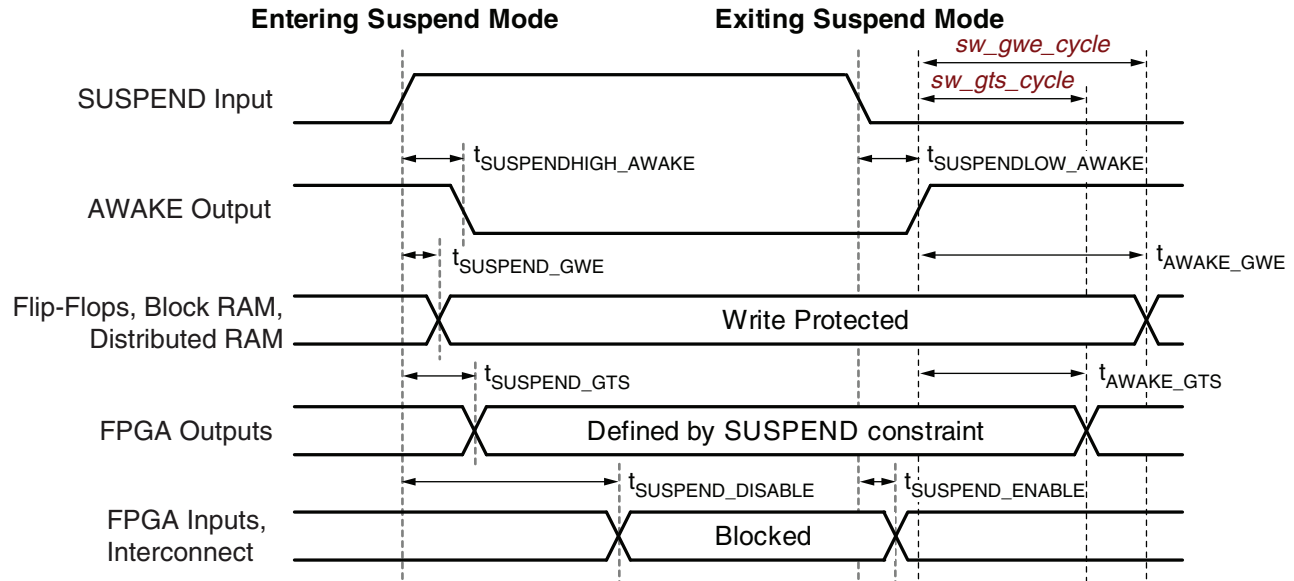 Entering Suspend Mode
Exiting Suspend Mode
sw_gwe_cycle
sw_gts_cycle
SUSPEND Input
tSUSPENDHIGH_AWAKE
tSUSPENDLOW_AWAKE
AWAKE Output
tSUSPEND_GWE
tAWAKE_GWE
Flip-Flops, Block RAM,
Distributed RAM
Write Protected
tSUSPEND_GTS
tAWAKE_GTS
FPGA Outputs
Defined by SUSPEND constraint
tSUSPEND_DISABLE
tSUSPEND_ENABLE
FPGA Inputs,
Interconnect
Blocked